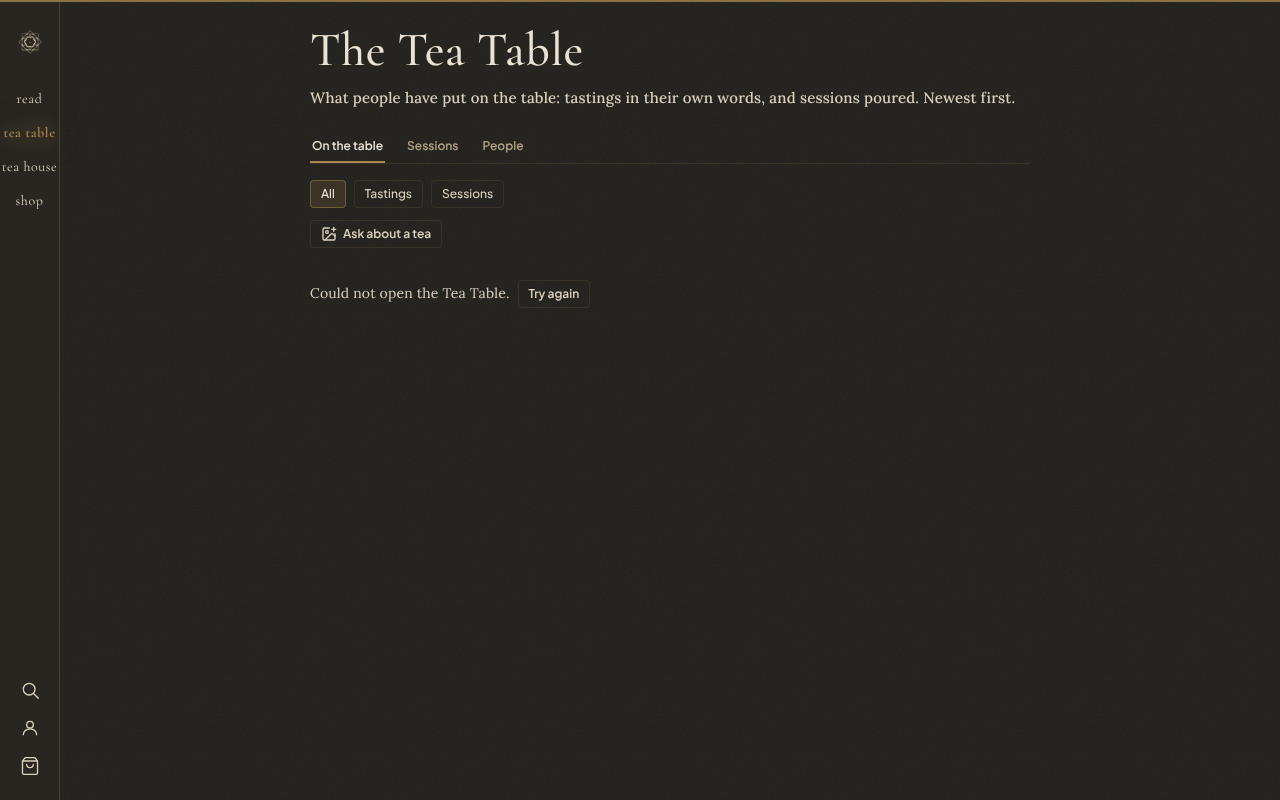 The Tea Table
What people have put on the table: tastings in their own words, and sessions poured. Newest first.
read
tea table
tea house
shop
On the table Sessions People
All Tastings Sessions
Ask about a tea
Could not open the Tea Table. Try again